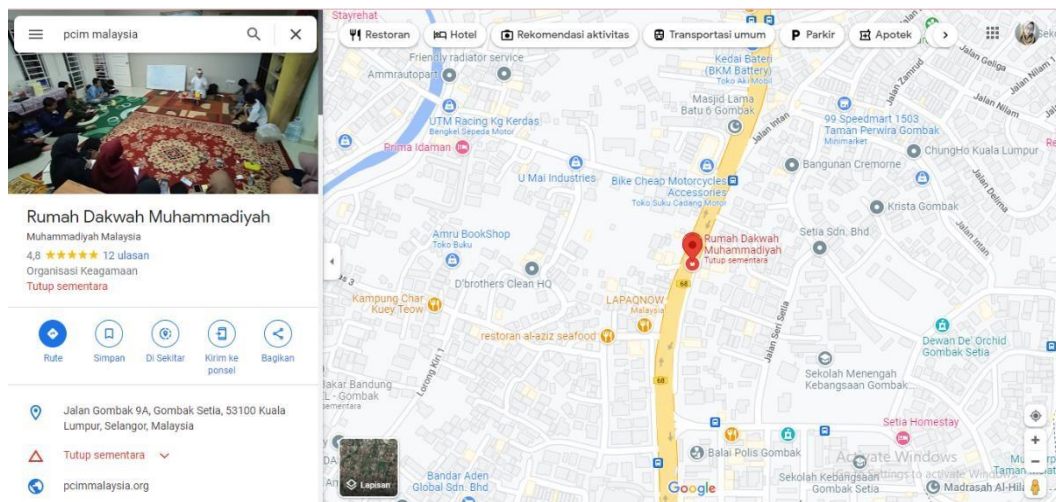 pcim malaysia
Rumah Dakwah Muhammadiyah
Muhammadiyah Malaysia
4,8 ★★★★★ 12 ulasan
Organisasi Keagamaan
Tutup sementara
Rute
Simpan
Di Sekitar
Kirim ke
ponsel
Bagikan
Jalan Gombak 9A, Gombak Setia, 53100 Kuala
Lumpur, Selangor, Malaysia
Tutup sementara
pcimmalaysia.org
Stayrehat
Restoran
Hotel
Rekomendasi aktivitas
Transportasi umum
Parkir
Apotek
Friendly radiator service
Ammrautopart
Kedai Bateri
(BKM Battery)
Toko Aki Mobil
Jalan Zamrud
Jalan Geliga
Jalan Nilam 1
Jalan Nilam
Masjid Lama
Batu 6 Gombak
Jalan Intan
UTM Racing Kg Kerdas
Bengkel Sepeda Motor
99 Speedmart 1503
Taman Perwira Gombak
Minimarket
Prima Idaman
ChungHo Kuala Lumpur
Bangunan Cremorne
U Mai Industries
Bike Cheap Motorcycles
Accessories
Toko Suku Cadang Motor
Jalan Delima
Krista Gombak
Jalan Intan
Amru BookShop
Toko Buku
Rumah Dakwah
Muhammadiyah
Tutup sementara
Setia Sdn. Bhd.
D'brothers Clean HQ
68
Kampung Char
Kuey Teow
LAPAQNOW
Malaysia
restoran al-aziz seafood
Jalan Seri Setia
Dewan De' Orchid
Gombak Setia
Lorong Kiri 1
Sekolah Menengah
Kebangsaan Gombak
akar Bandung
68
Setia Homestay
Balai Polis Gombak
Activate Windows
Go to Settings to activate Windows
Lapisan
Bandar Aden
Global Sdn. Bhd
Google
Sekolah Kebangsaan
Gombak Setia
Madrasah Al-Hil